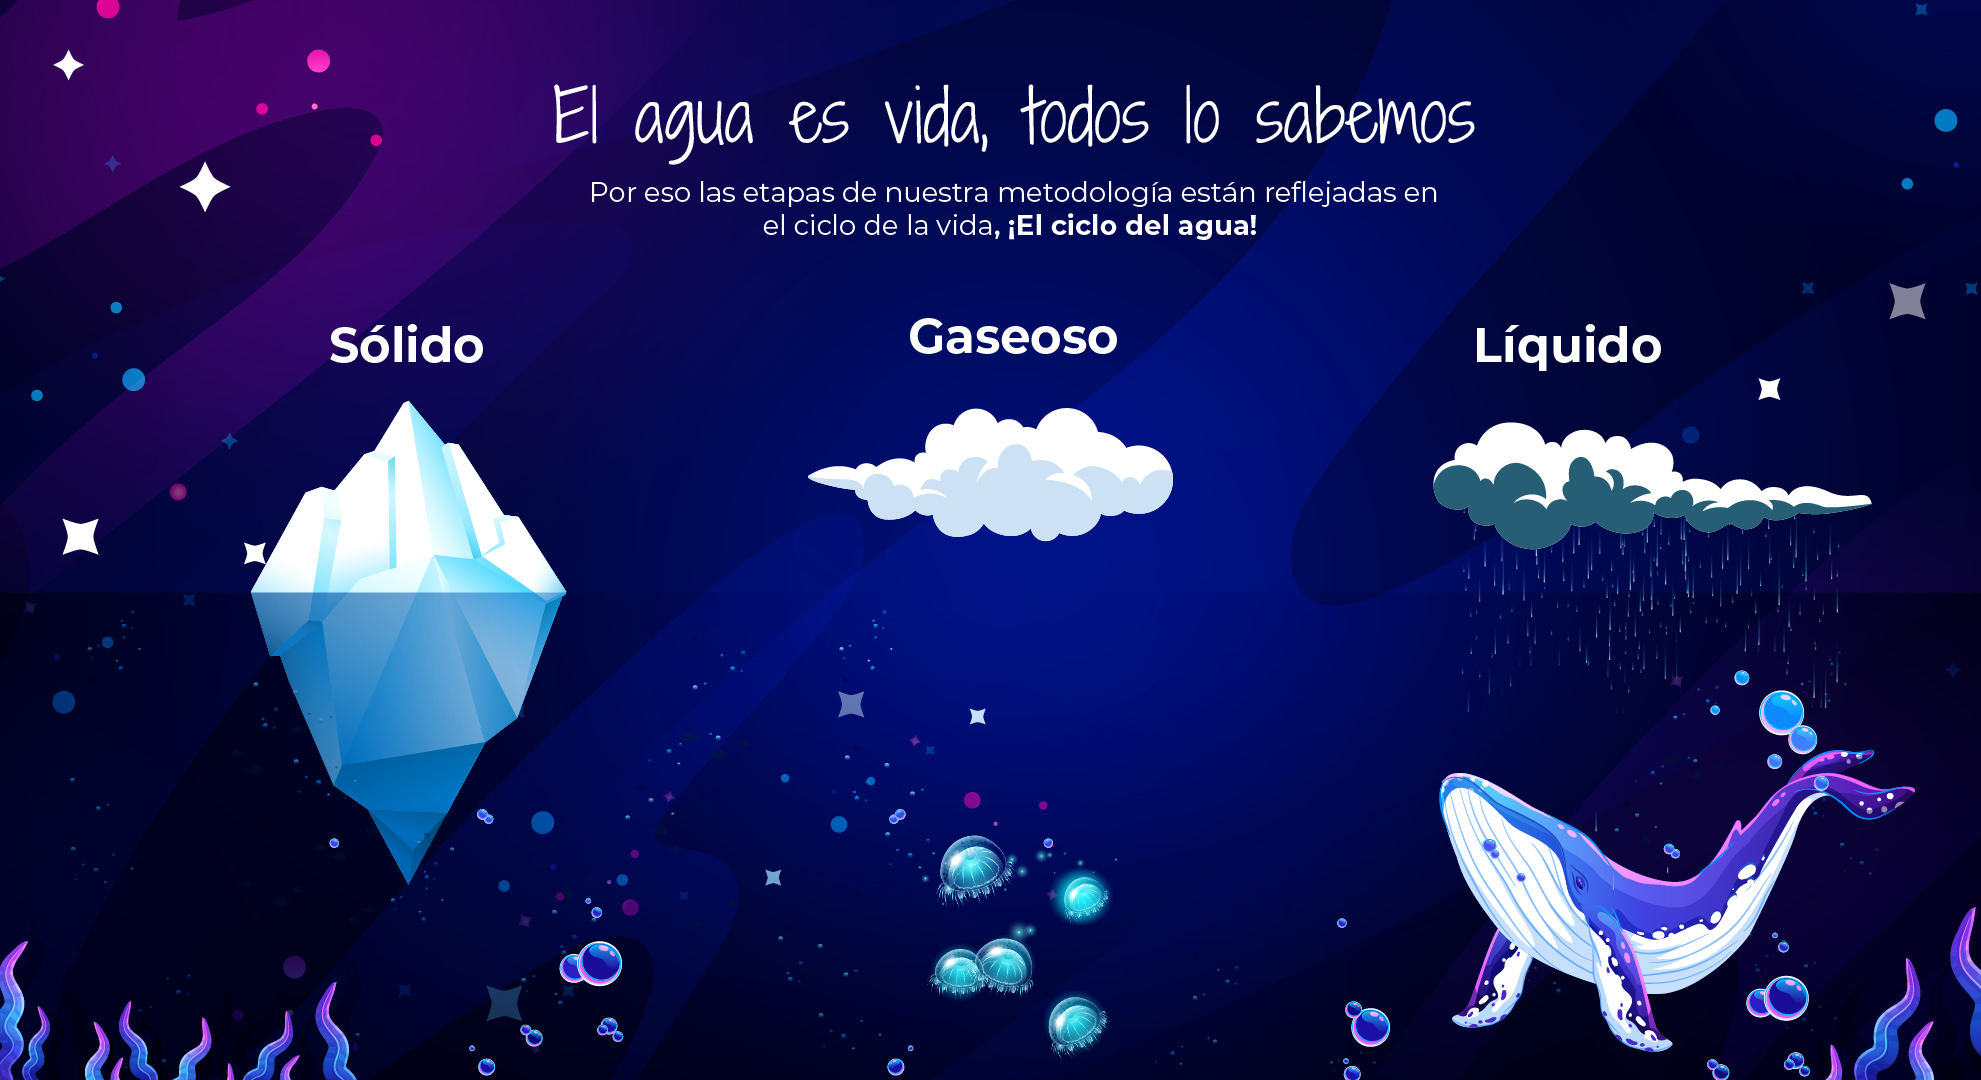 El agua es vida, todos lo sabemos
Por eso las etapas de nuestra metodología están reflejadas en
el ciclo de la vida, ¡El ciclo del agua!
Sólido
Gaseoso
Líquido